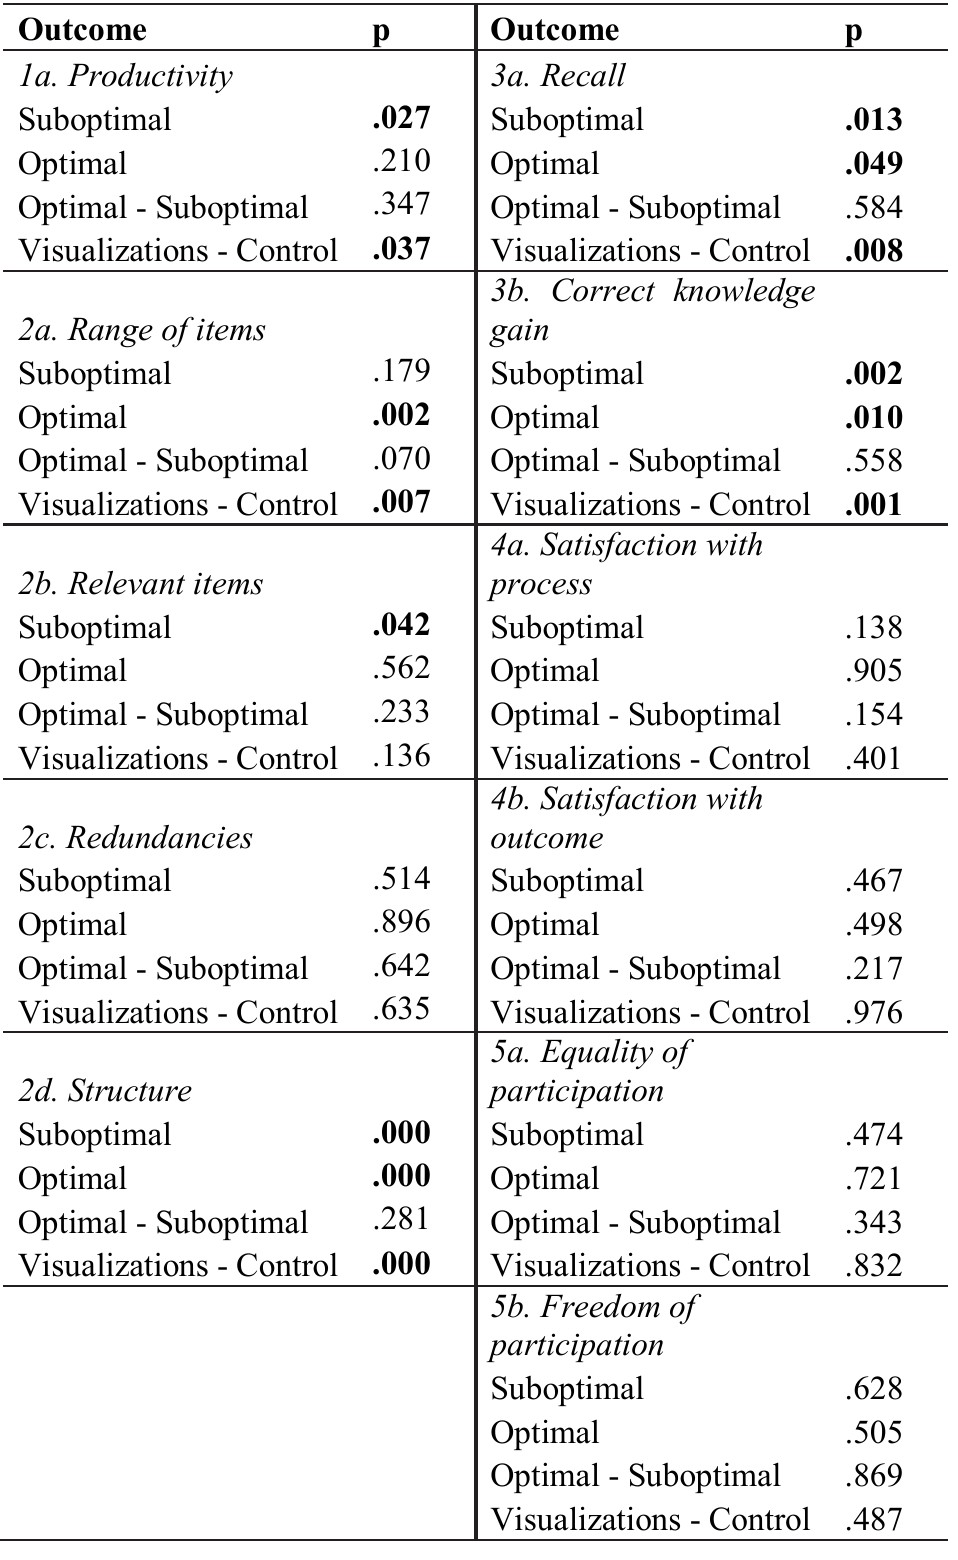 Outcome p
1a. Productivity
Suboptimal .027
Optimal .210
Optimal - Suboptimal .347
Visualizations - Control .037
2a. Range of items
Suboptimal .179
Optimal .002
Optimal - Suboptimal .070
Visualizations - Control .007
2b. Relevant items
Suboptimal .042
Optimal .562
Optimal - Suboptimal .233
Visualizations - Control .136
2c. Redundancies
Suboptimal .514
Optimal .896
Optimal - Suboptimal .642
Visualizations - Control .635
2d. Structure
Suboptimal .000
Optimal .000
Optimal - Suboptimal .281
Visualizations - Control .000
Outcome p
3a. Recall
Suboptimal .013
Optimal .049
Optimal - Suboptimal .584
Visualizations - Control .008
3b. Correct knowledge
gain
Suboptimal .002
Optimal .010
Optimal - Suboptimal .558
Visualizations - Control .001
4a. Satisfaction with
process
Suboptimal .138
Optimal .905
Optimal - Suboptimal .154
Visualizations - Control .401
4b. Satisfaction with
outcome
Suboptimal .467
Optimal .498
Optimal - Suboptimal .217
Visualizations - Control .976
5a. Equality of
participation
Suboptimal .474
Optimal .721
Optimal - Suboptimal .343
Visualizations - Control .832
5b. Freedom of
participation
Suboptimal .628
Optimal .505
Optimal - Suboptimal .869
Visualizations - Control .487